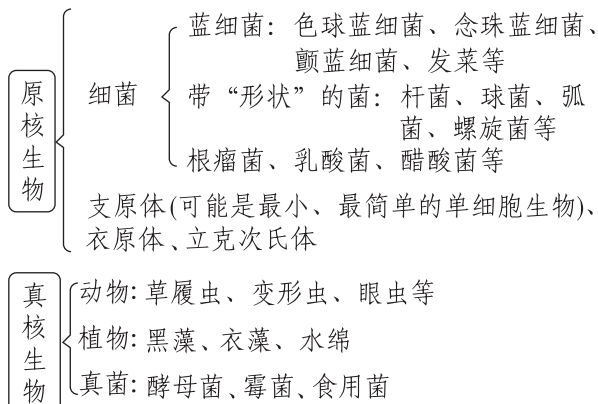 原核生物
细菌
蓝细菌：色球蓝细菌、念珠蓝细菌、
颤蓝细菌、发菜等
带“形状”的菌：杆菌、球菌、弧
菌、螺旋菌等
根瘤菌、乳酸菌、醋酸菌等
支原体(可能是最小、最简单的单细胞生物)、
衣原体、立克次氏体
真核生物
动物：草履虫、变形虫、眼虫等
植物：黑藻、衣藻、水绵
真菌：酵母菌、霉菌、食用菌